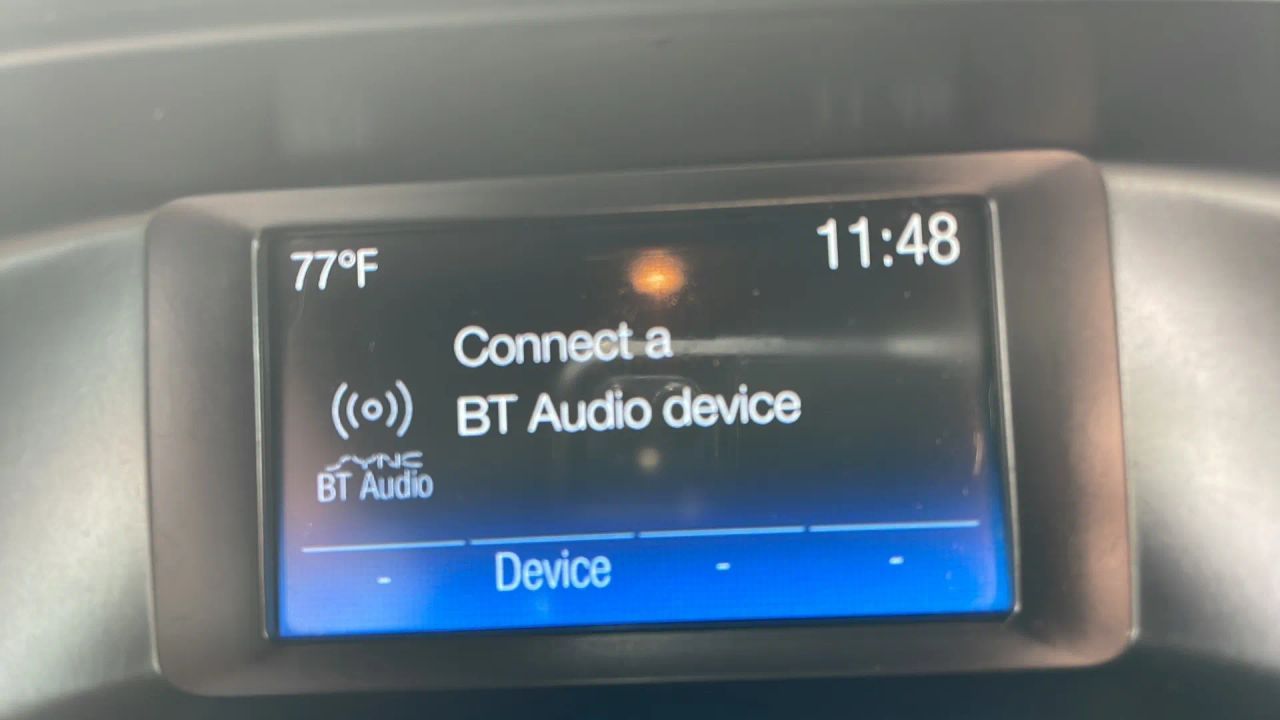 77°F
11:48
Connect a
BT Audio device
SYNC
BT Audio
- Device - -